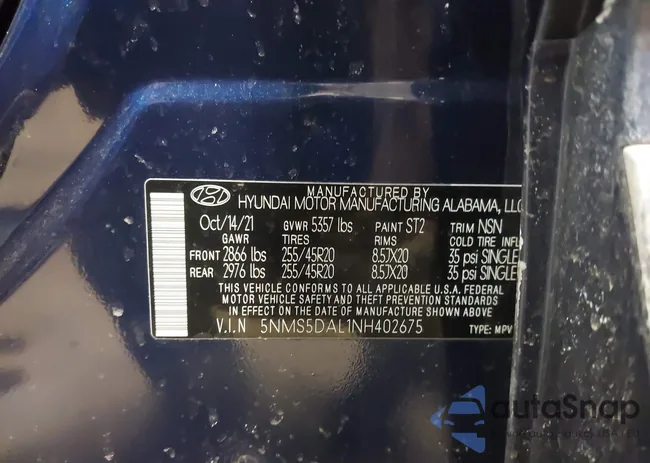 MANUFACTURED BY
HYUNDAI MOTOR MANUFACTURING ALABAMA, LLC
Oct/14/21 GVWR 5357 lbs PAINT ST2 TRIM NSN
GAWR TIRES RIMS COLD TIRE INFL
FRONT 2866 lbs 255/45R20 8.5JX20 35 psi SINGLE
REAR 2976 lbs 255/45R20 8.5JX20 35 psi SINGLE
THIS VEHICLE CONFORMS TO ALL APPLICABLE U.S.A. FEDERAL
MOTOR VEHICLE SAFETY AND THEFT PREVENTION STANDARDS
IN EFFECT ON THE DATE OF MANUFACTURE SHOWN ABOVE.
V.I.N 5NMS5DAL1NH402675 TYPE: MPV
autoSnap